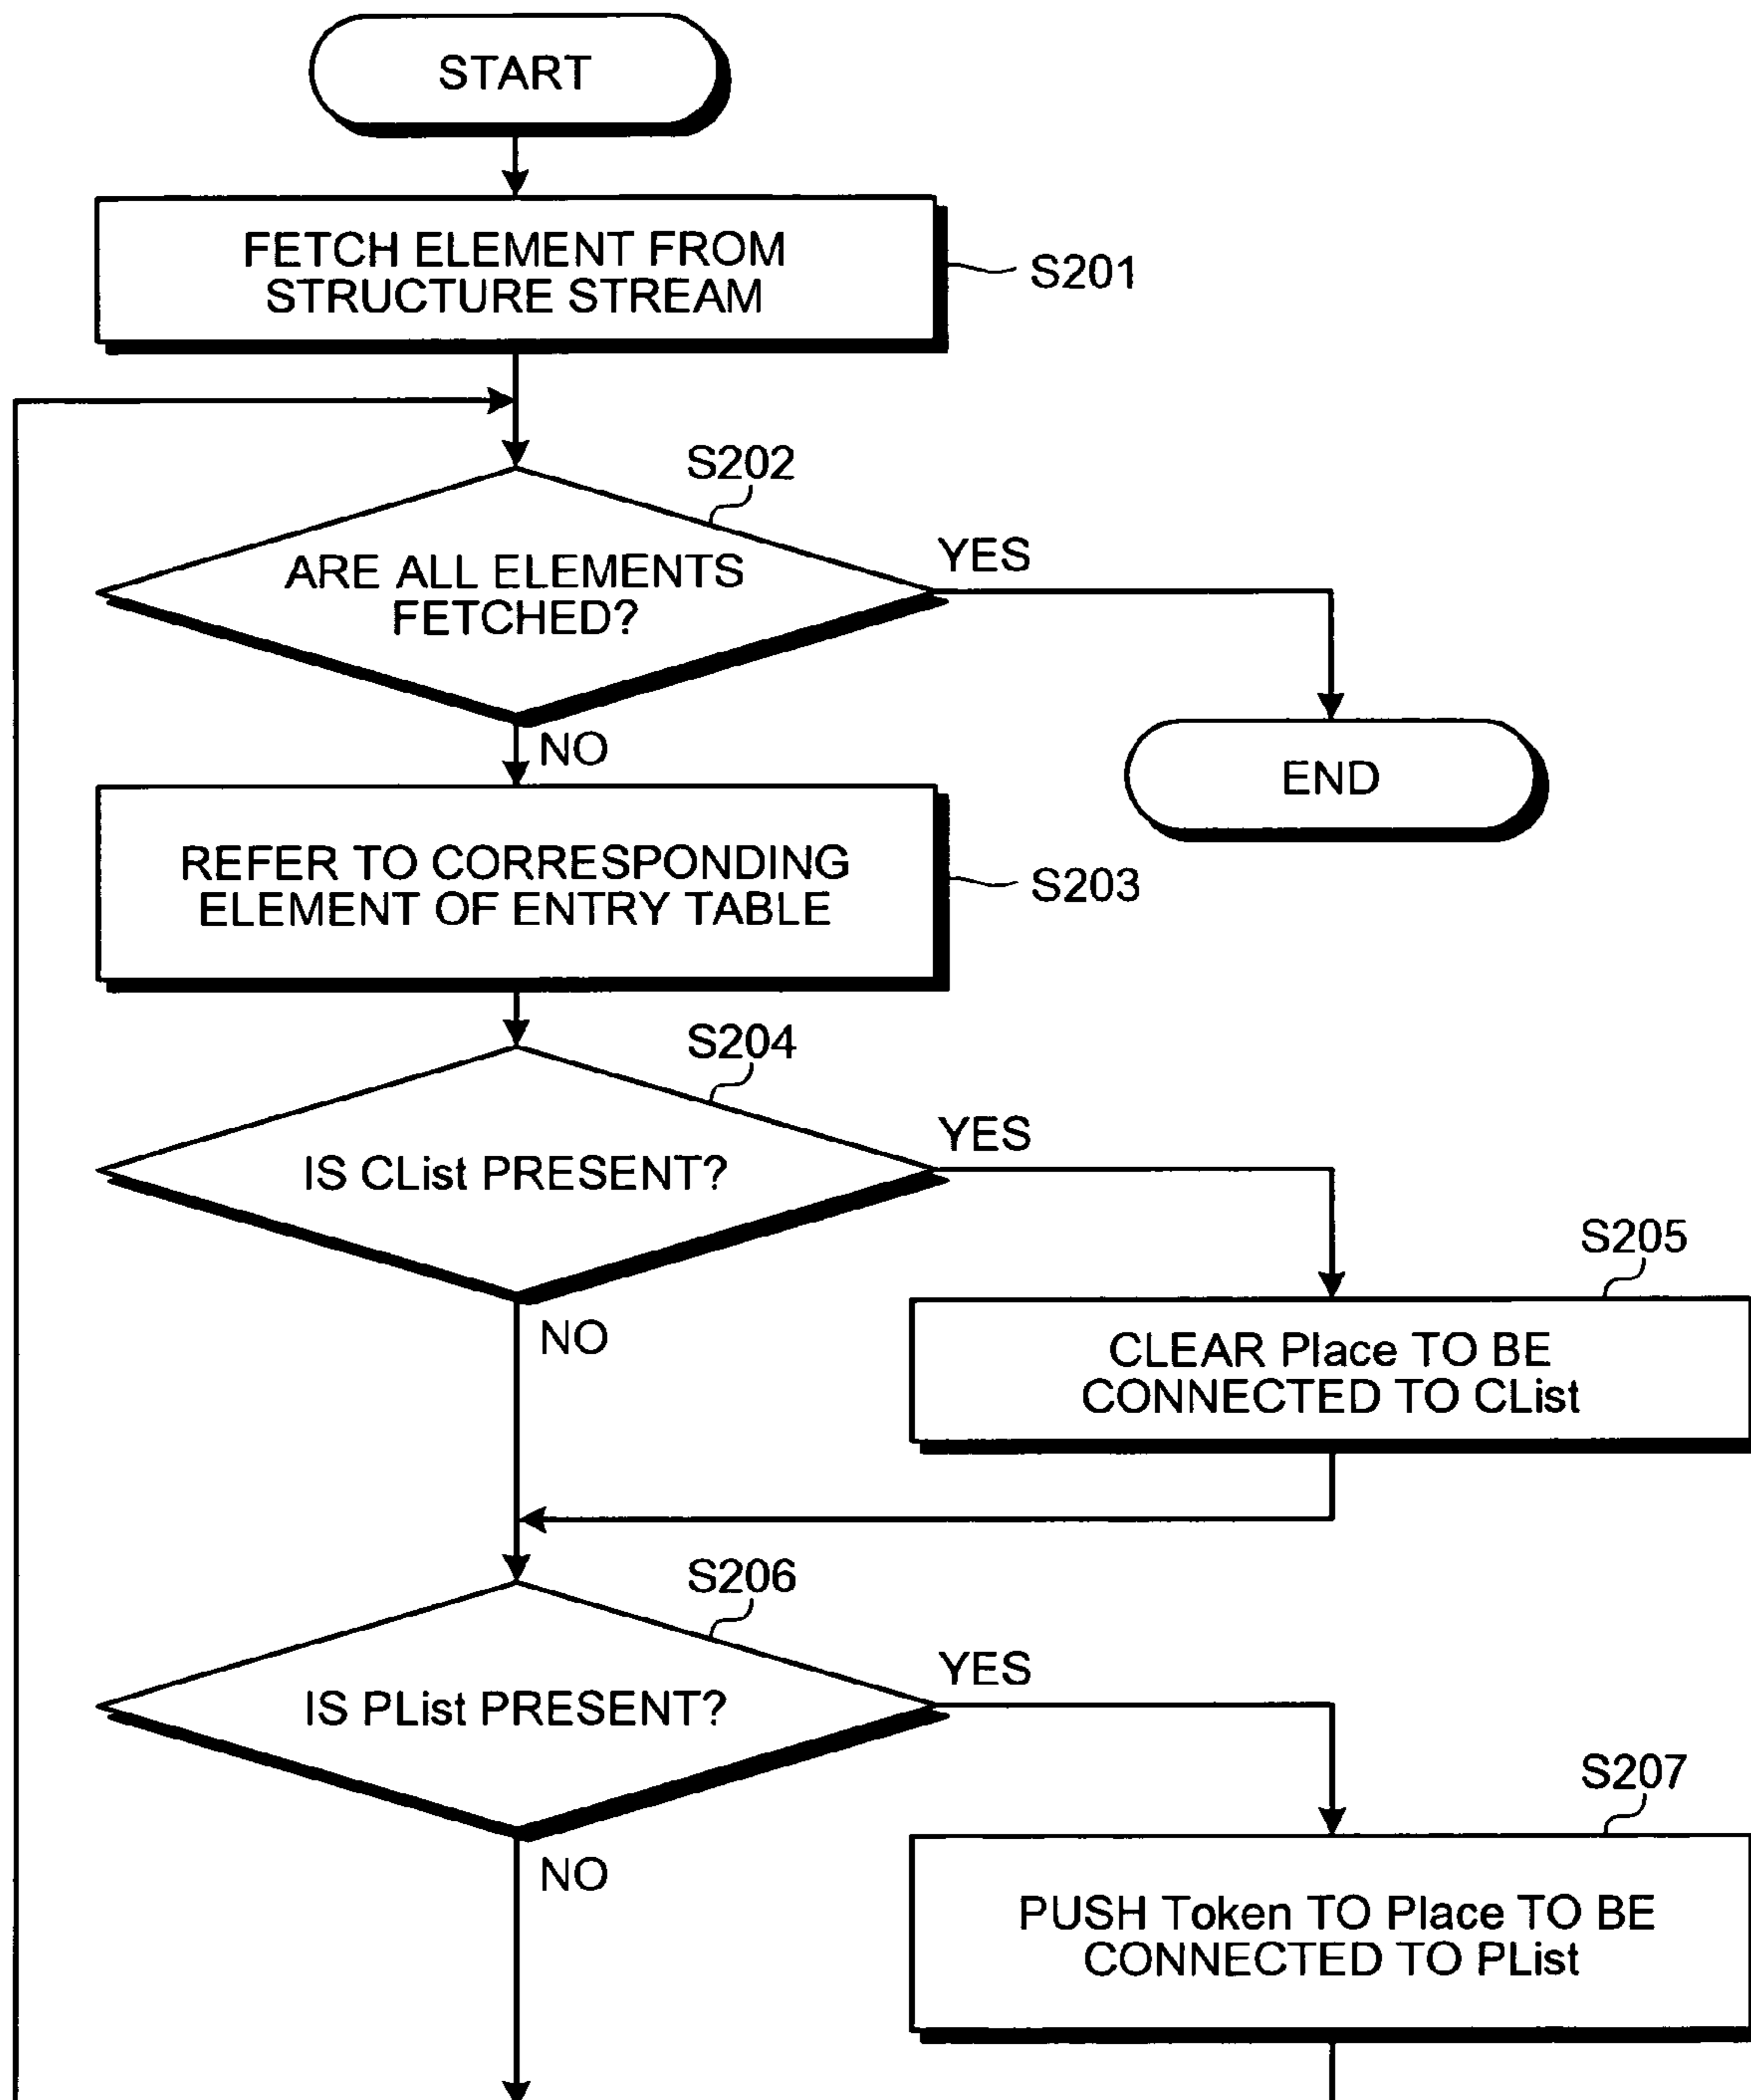 START
FETCH ELEMENT FROM
STRUCTURE STREAM
S201
S202
ARE ALL ELEMENTS
FETCHED?
YES
NO
END
REFER TO CORRESPONDING
ELEMENT OF ENTRY TABLE
S203
S204
IS CList PRESENT?
YES
NO
S205
CLEAR Place TO BE
CONNECTED TO CList
S206
IS PList PRESENT?
YES
NO
S207
PUSH Token TO Place TO BE
CONNECTED TO PList